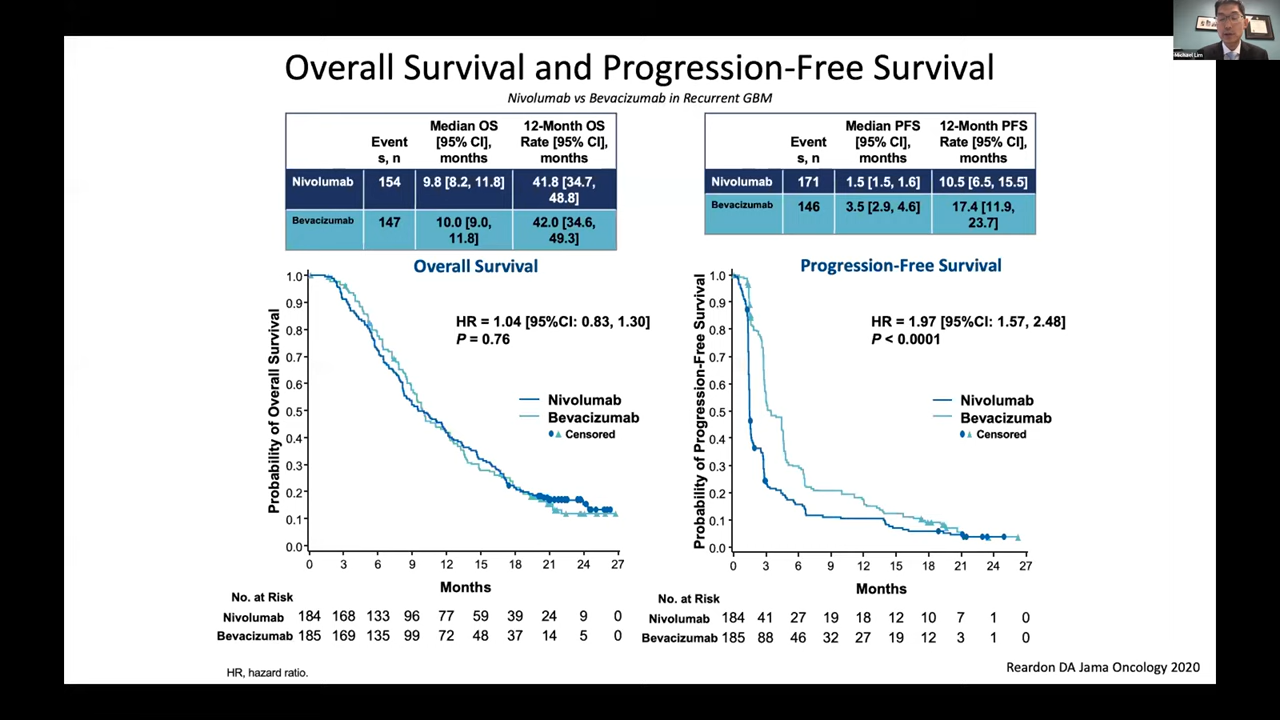 Michael Lim
Overall Survival and Progression-Free Survival
Nivolumab vs Bevacizumab in Recurrent GBM
Event
s, n
Median OS
[95% CI],
months
12-Month OS
Rate [95% CI],
months
Nivolumab 154 9.8 [8.2, 11.8] 41.8 [34.7,
48.8]
Bevacizumab 147 10.0 [9.0,
11.8]
42.0 [34.6,
49.3]
Event
s, n
Median PFS
[95% CI],
months
12-Month PFS
Rate [95% CI],
months
Nivolumab 171 1.5 [1.5, 1.6] 10.5 [6.5, 15.5]
Bevacizumab 146 3.5 [2.9, 4.6] 17.4 [11.9,
23.7]
Overall Survival
Probability of Overall Survival
1.0
0.9
0.8
0.7
0.6
0.5
0.4
0.3
0.2
0.1
0.0
HR = 1.04 [95%CI: 0.83, 1.30]
P = 0.76
Nivolumab
Bevacizumab
Censored
0 3 6 9 12 15 18 21 24 27
Months
No. at Risk
Nivolumab 184 168 133 96 77 59 39 24 9 0
Bevacizumab 185 169 135 99 72 48 37 14 5 0
Progression-Free Survival
Probability of Progression-Free Survival
1.0
0.9
0.8
0.7
0.6
0.5
0.4
0.3
0.2
0.1
0.0
HR = 1.97 [95%CI: 1.57, 2.48]
P < 0.0001
Nivolumab
Bevacizumab
Censored
0 3 6 9 12 15 18 21 24 27
Months
No. at Risk
Nivolumab 184 41 27 19 18 12 10 7 1 0
Bevacizumab 185 88 46 32 27 19 12 3 1 0
HR, hazard ratio.
Reardon DA Jama Oncology 2020